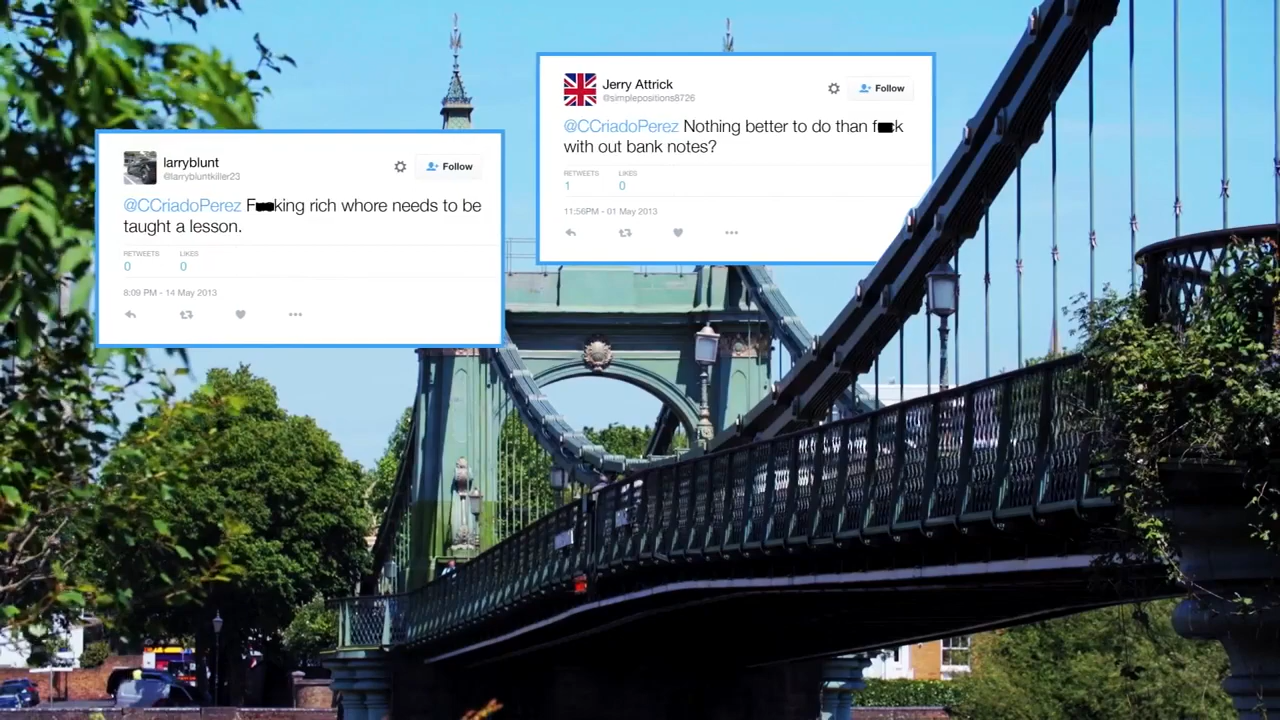 larryblunt
@larrybluntkiller23
Follow
@CCriadoPerez F king rich whore needs to be
taught a lesson.
RETWEETS LIKES
0 0
8:09 PM - 14 May 2013
Jerry Attrick
@simplepositions8726
Follow
@CCriadoPerez Nothing better to do than f k
with out bank notes?
RETWEETS LIKES
1 0
11:56PM - 01 May 2013